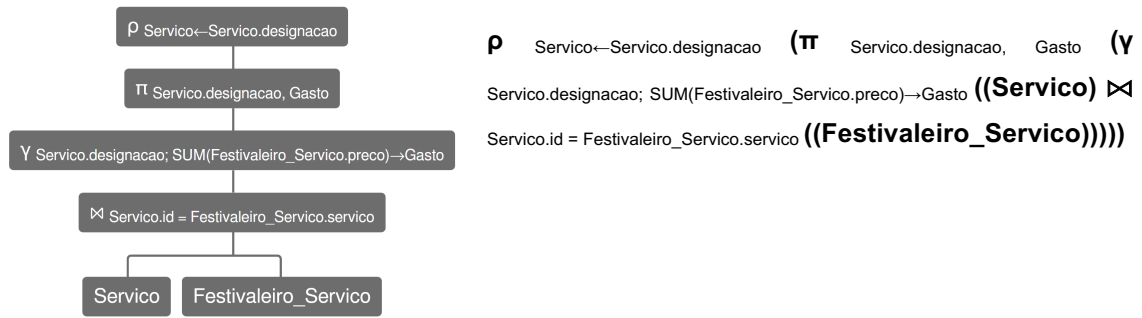 ρ Servico←Servico.designacao
π Servico.designacao, Gasto
γ Servico.designacao; SUM(Festivaleiro_Servico.preco)→Gasto
⋈ Servico.id = Festivaleiro_Servico.servico
Servico Festivaleiro_Servico
ρ Servico←Servico.designacao (π Servico.designacao, Gasto (γ
Servico.designacao; SUM(Festivaleiro_Servico.preco)→Gasto ((Servico) ⋈
Servico.id = Festivaleiro_Servico.servico ((Festivaleiro_Servico)))))